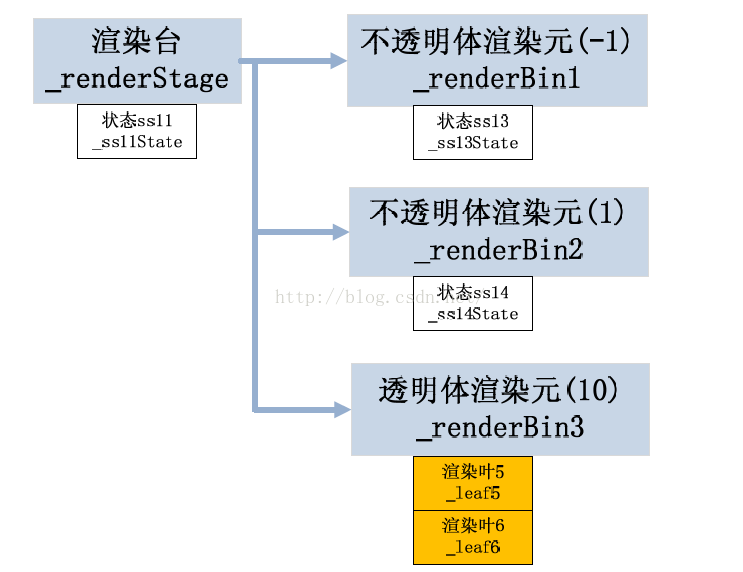 渲染台
_renderStage
状态ss11
_ss11State
不透明体渲染元(-1)
_renderBin1
状态ss13
_ss13State
不透明体渲染元(1)
_renderBin2
状态ss14
_ss14State
http://blog.csdn.net/
透明体渲染元(10)
_renderBin3
渲染叶5
_leaf5
渲染叶6
_leaf6